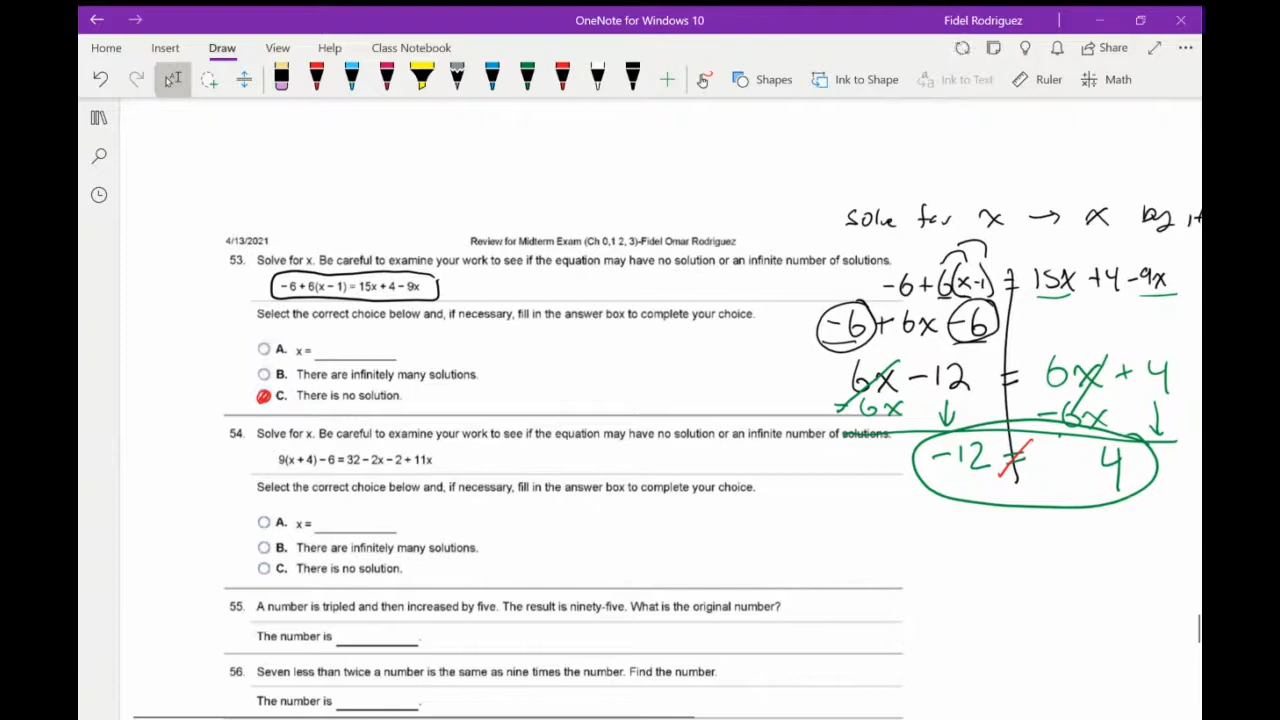 OneNote for Windows 10
Fidel Rodriguez
Home Insert Draw View Help Class Notebook
Share
Shapes Ink to Shape Ink to Text Ruler Math
solve for x → x by it
4/13/2021 Review for Midterm Exam (Ch 0,1 2, 3)-Fidel Omar Rodriguez
53. Solve for x. Be careful to examine your work to see if the equation may have no solution or an infinite number of solutions.
− 6 + 6(x − 1) = 15x + 4 − 9x
Select the correct choice below and, if necessary, fill in the answer box to complete your choice.
A. x =
B. There are infinitely many solutions.
C. There is no solution.
-6+6(x-1) = 15x +4 -9x
-6 + 6x -6
6x -12 = 6x + 4
-6x -6x
-12 ≠ 4
54. Solve for x. Be careful to examine your work to see if the equation may have no solution or an infinite number of solutions.
9(x + 4) − 6 = 32 − 2x − 2 + 11x
Select the correct choice below and, if necessary, fill in the answer box to complete your choice.
A. x =
B. There are infinitely many solutions.
C. There is no solution.
55. A number is tripled and then increased by five. The result is ninety-five. What is the original number?
The number is .
56. Seven less than twice a number is the same as nine times the number. Find the number.
The number is .